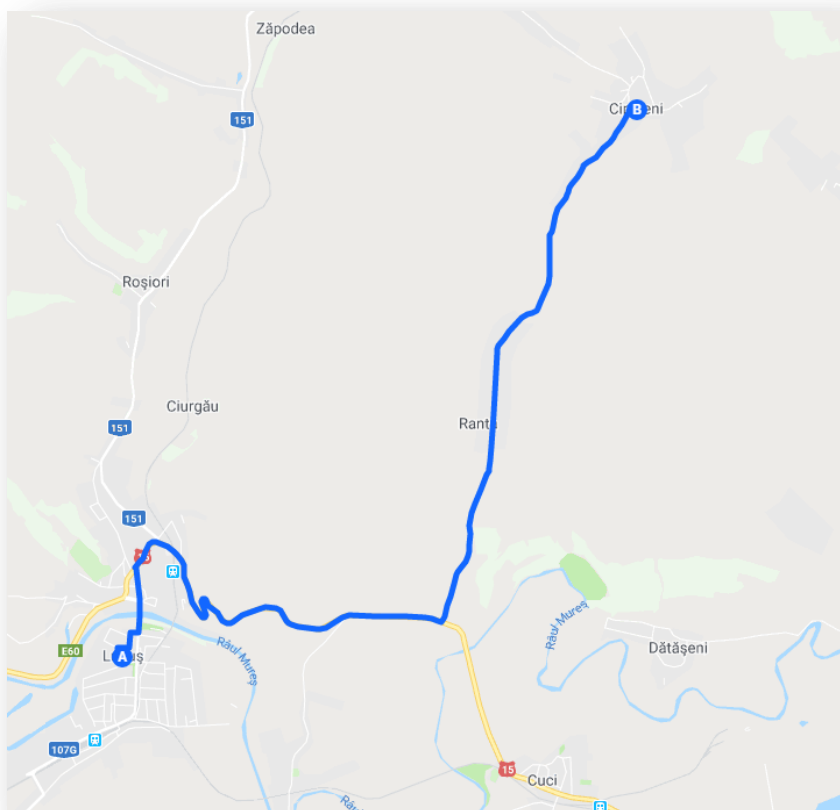 Zăpodea
151
B
Roșiori
Ciurgău
151
Ranta
151
Râul Mureș
E60
A
Râul Mureș
Dătășeni
107G
15
Cuci